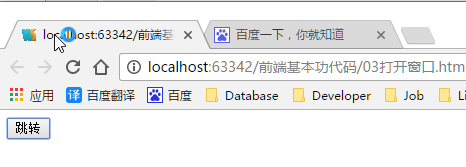 localhost:63342/前端基 百度一下，你就知道
localhost:63342/前端基本功代码/03打开窗口.htm
应用 译 百度翻译 百度 Database Developer Job Li
跳转